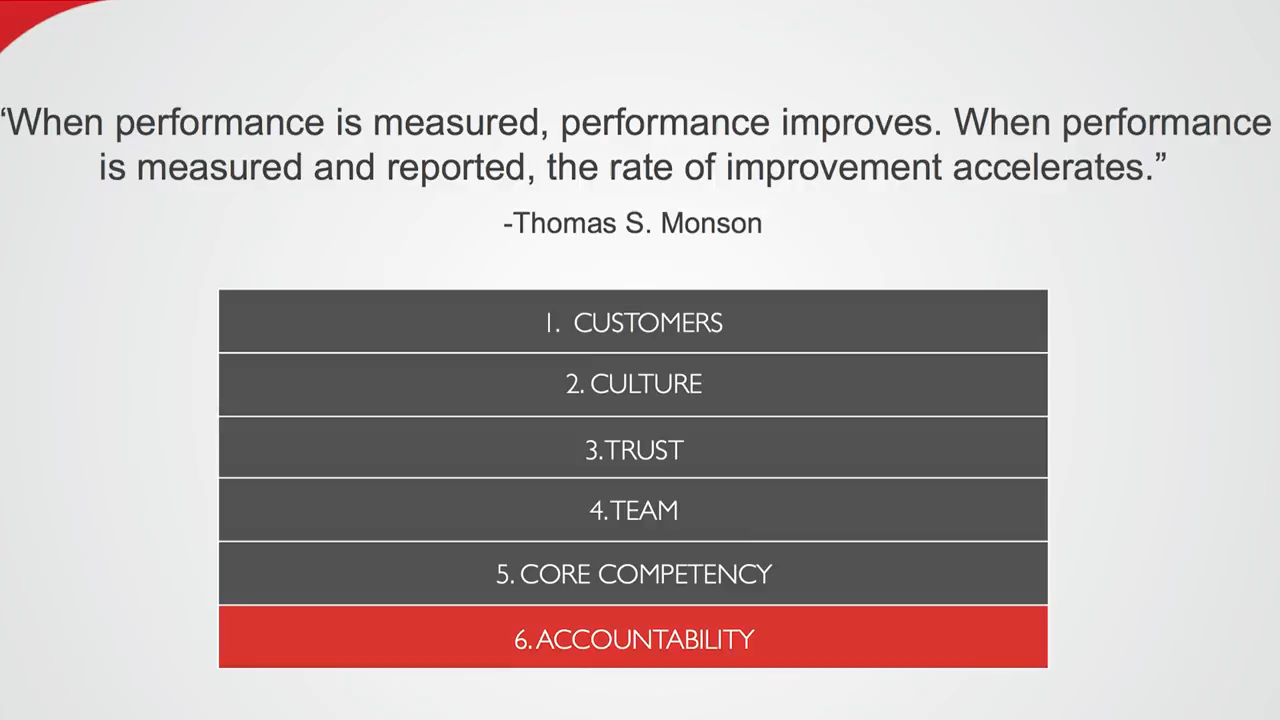 “When performance is measured, performance improves. When performance
is measured and reported, the rate of improvement accelerates.”
-Thomas S. Monson
1. CUSTOMERS
2. CULTURE
3. TRUST
4. TEAM
5. CORE COMPETENCY
6. ACCOUNTABILITY